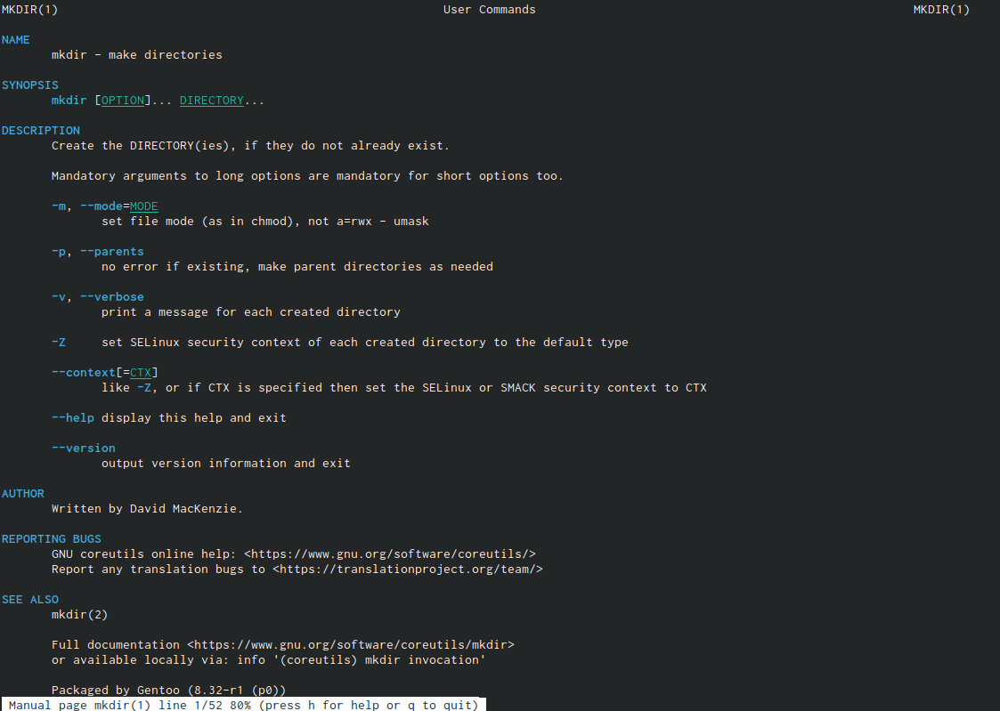 MKDIR(1) User Commands MKDIR(1)
NAME
mkdir - make directories
SYNOPSIS
mkdir [OPTION]... DIRECTORY...
DESCRIPTION
Create the DIRECTORY(ies), if they do not already exist.
Mandatory arguments to long options are mandatory for short options too.
-m, --mode=MODE
set file mode (as in chmod), not a=rwx - umask
-p, --parents
no error if existing, make parent directories as needed
-v, --verbose
print a message for each created directory
-Z set SELinux security context of each created directory to the default type
--context[=CTX]
like -Z, or if CTX is specified then set the SELinux or SMACK security context to CTX
--help display this help and exit
--version
output version information and exit
AUTHOR
Written by David MacKenzie.
REPORTING BUGS
GNU coreutils online help: <https://www.gnu.org/software/coreutils/>
Report any translation bugs to <https://translationproject.org/team/>
SEE ALSO
mkdir(2)
Full documentation <https://www.gnu.org/software/coreutils/mkdir>
or available locally via: info '(coreutils) mkdir invocation'
Packaged by Gentoo (8.32-r1 (p0))
Manual page mkdir(1) line 1/52 80% (press h for help or q to quit)